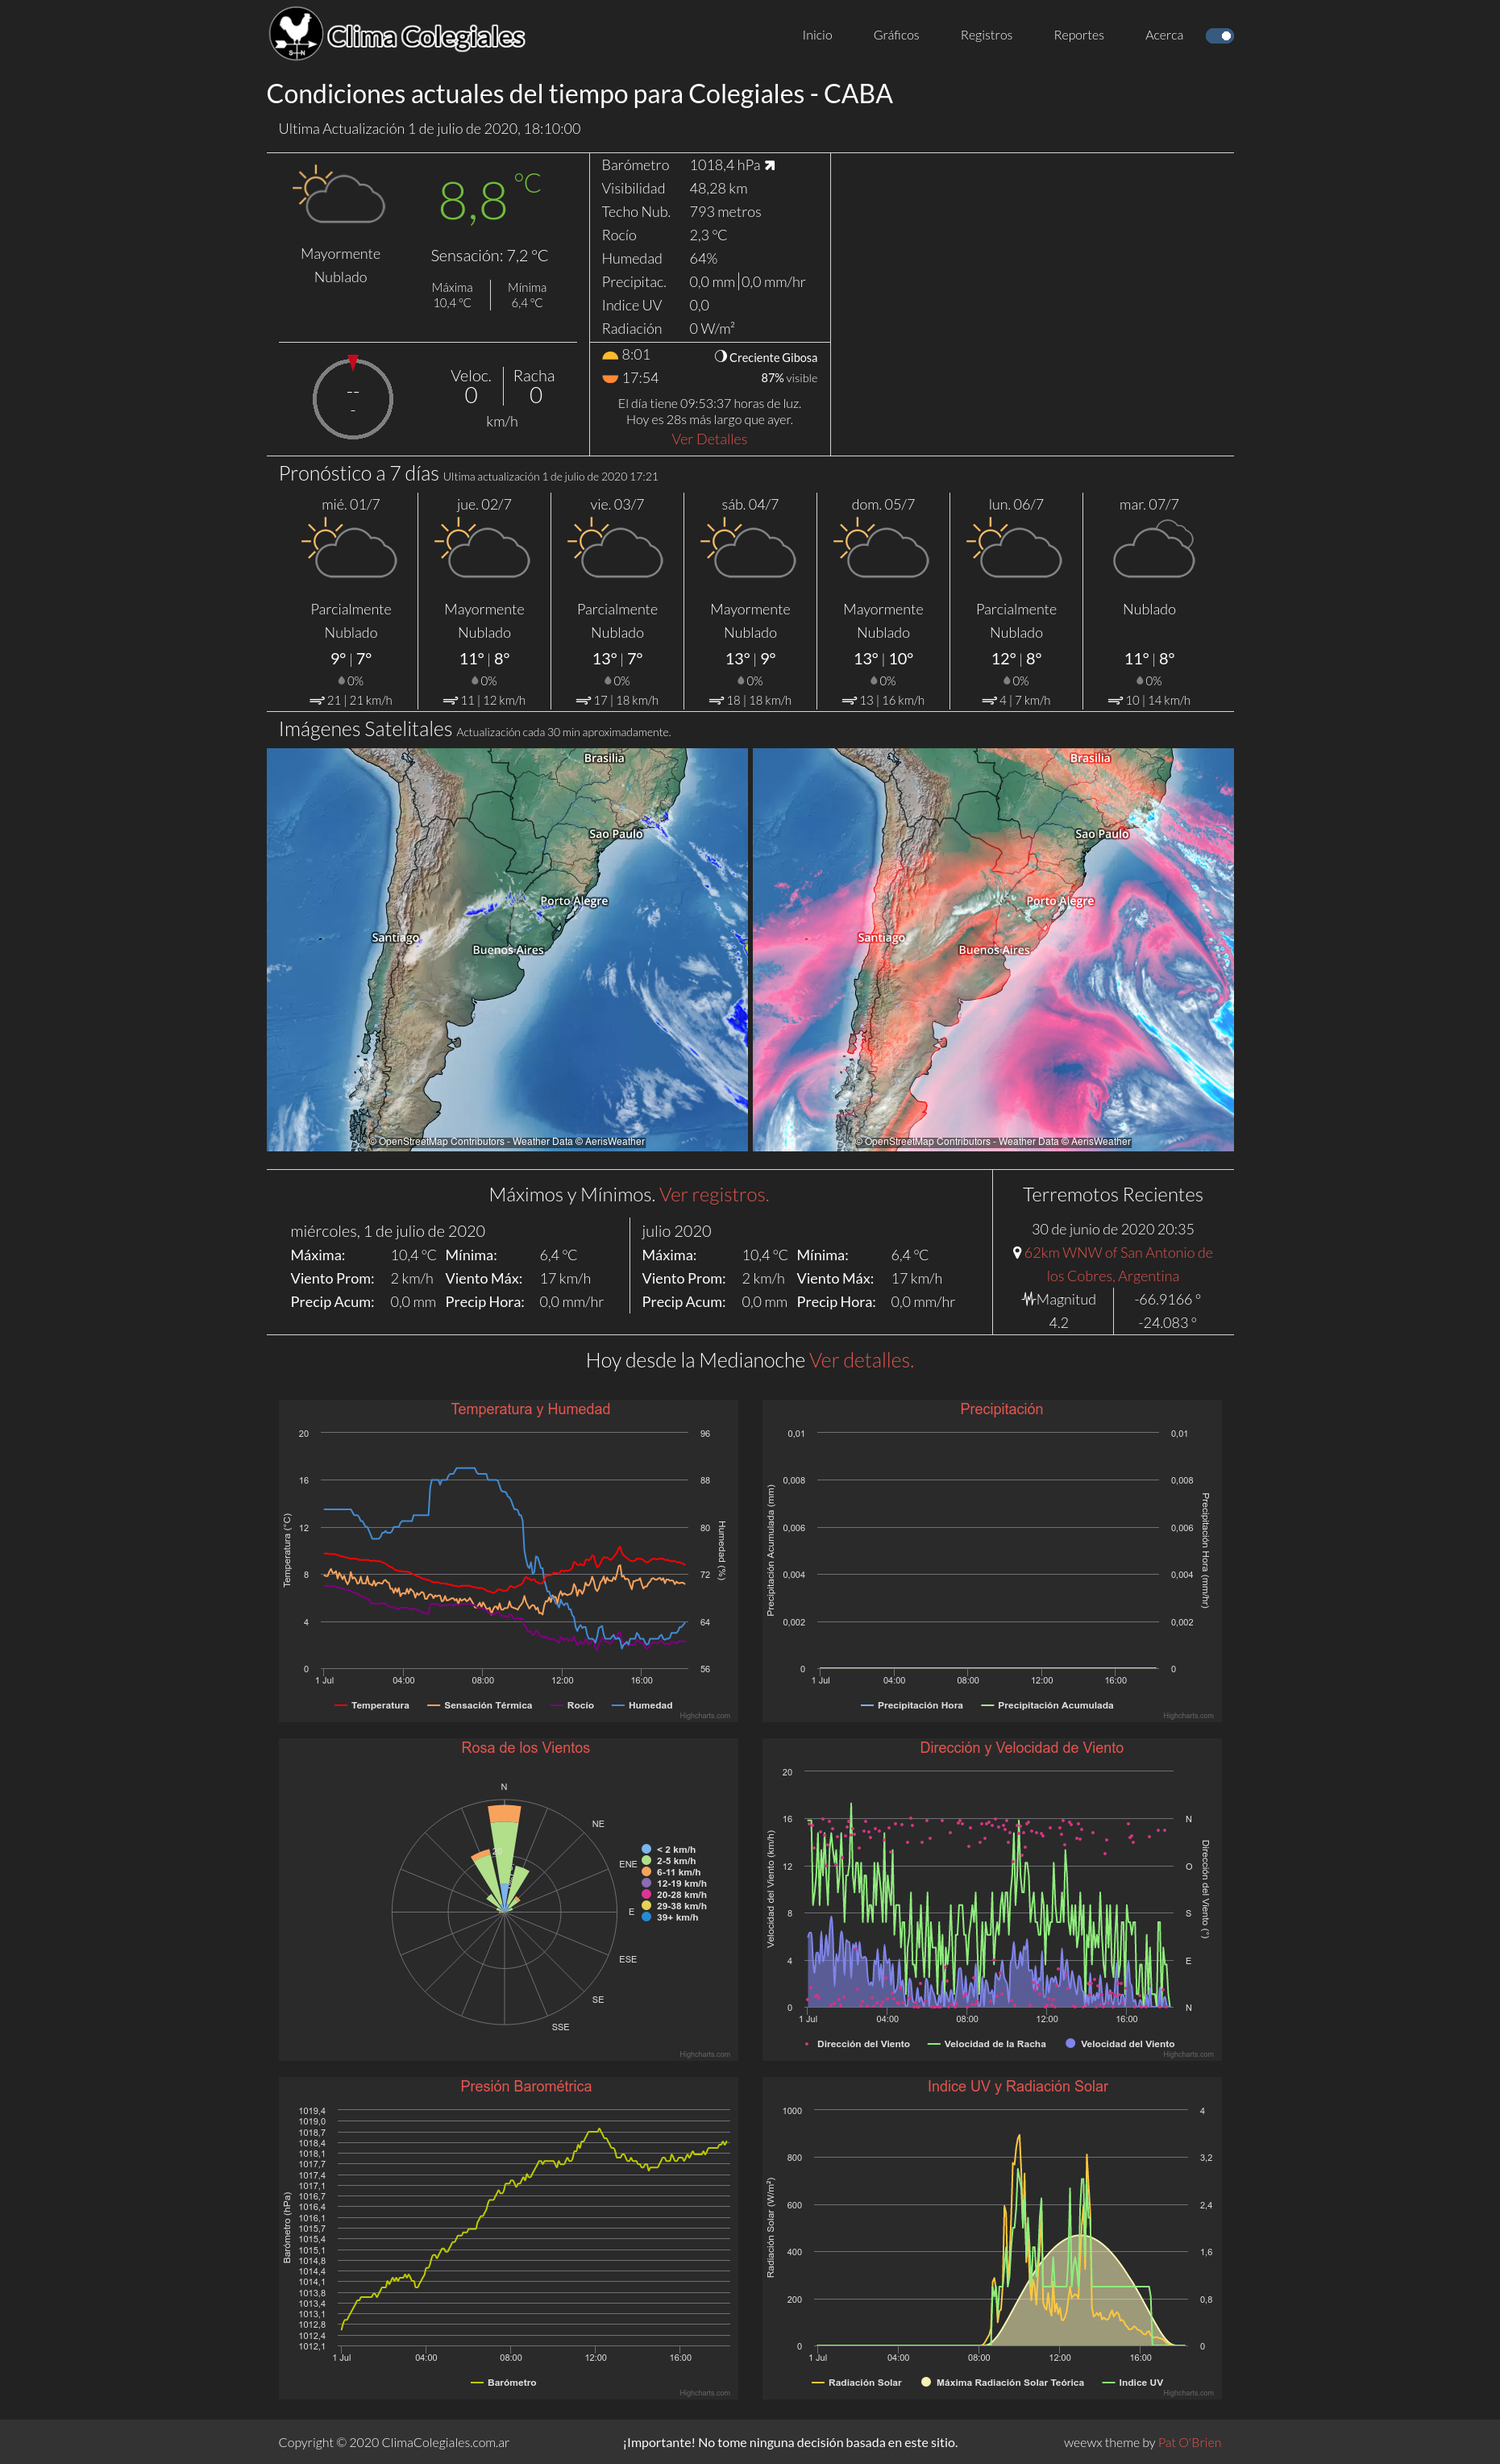 Clima Colegiales
S N
Inicio Gráficos Registros Reportes Acerca
Condiciones actuales del tiempo para Colegiales - CABA
Ultima Actualización 1 de julio de 2020, 18:10:00
Mayormente
Nublado
8,8 °C
Sensación: 7,2 °C
Máxima Mínima
10,4 °C 6,4 °C
-- 
-
Veloc. Racha
0 0
km/h
Barómetro 1018,4 hPa
Visibilidad 48,28 km
Techo Nub. 793 metros
Rocío 2,3 °C
Humedad 64%
Precipitac. 0,0 mm|0,0 mm/hr
Indice UV 0,0
Radiación 0 W/m²
8:01 Creciente Gibosa
17:54 87% visible
El día tiene 09:53:37 horas de luz.
Hoy es 28s más largo que ayer.
Ver Detalles
Pronóstico a 7 días Ultima actualización 1 de julio de 2020 17:21
mié. 01/7 jue. 02/7 vie. 03/7 sáb. 04/7 dom. 05/7 lun. 06/7 mar. 07/7
Parcialmente Mayormente Parcialmente Mayormente Mayormente Parcialmente Nublado
Nublado Nublado Nublado Nublado Nublado Nublado
9° | 7° 11° | 8° 13° | 7° 13° | 9° 13° | 10° 12° | 8° 11° | 8°
0% 0% 0% 0% 0% 0% 0%
21 | 21 km/h 11 | 12 km/h 17 | 18 km/h 18 | 18 km/h 13 | 16 km/h 4 | 7 km/h 10 | 14 km/h
Imágenes Satelitales Actualización cada 30 min aproximadamente.
Brasilia
Sao Paulo
Porto Alegre
Santiago
Buenos Aires
© OpenStreetMap Contributors - Weather Data © AerisWeather
Brasilia
Sao Paulo
Porto Alegre
Santiago
Buenos Aires
© OpenStreetMap Contributors - Weather Data © AerisWeather
Máximos y Mínimos. Ver registros.
miércoles, 1 de julio de 2020
Máxima: 10,4 °C Mínima: 6,4 °C
Viento Prom: 2 km/h Viento Máx: 17 km/h
Precip Acum: 0,0 mm Precip Hora: 0,0 mm/hr
julio 2020
Máxima: 10,4 °C Mínima: 6,4 °C
Viento Prom: 2 km/h Viento Máx: 17 km/h
Precip Acum: 0,0 mm Precip Hora: 0,0 mm/hr
Terremotos Recientes
30 de junio de 2020 20:35
62km WNW of San Antonio de
los Cobres, Argentina
Magnitud -66.9166 °
4.2 -24.083 °
Hoy desde la Medianoche Ver detalles.
Temperatura y Humedad
Temperatura (°C)
20
16
12
8
4
0
96
88
80
72
64
56
Humedad (%)
1 Jul 04:00 08:00 12:00 16:00
Temperatura Sensación Térmica Rocío Humedad
Highcharts.com
Precipitación
Precipitación Acumulada (mm)
0,01
0,008
0,006
0,004
0,002
0
0,01
0,008
0,006
0,004
0,002
0
Precipitación Hora (mm/hr)
1 Jul 04:00 08:00 12:00 16:00
Precipitación Hora Precipitación Acumulada
Highcharts.com
Rosa de los Vientos
N
NE
ENE
E
ESE
SE
SSE
< 2 km/h
2-5 km/h
6-11 km/h
12-19 km/h
20-28 km/h
29-38 km/h
39+ km/h
Highcharts.com
Dirección y Velocidad de Viento
Velocidad del Viento (km/h)
20
16
12
8
4
0
N
O
S
E
N
Dirección del Viento (°)
1 Jul 04:00 08:00 12:00 16:00
Dirección del Viento Velocidad de la Racha Velocidad del Viento
Highcharts.com
Presión Barométrica
Barómetro (hPa)
1019,4
1019,0
1018,7
1018,4
1018,1
1017,7
1017,4
1017,1
1016,7
1016,4
1016,1
1015,7
1015,4
1015,1
1014,8
1014,4
1014,1
1013,8
1013,4
1013,1
1012,8
1012,4
1012,1
1 Jul 04:00 08:00 12:00 16:00
Barómetro
Highcharts.com
Indice UV y Radiación Solar
Radiación Solar (W/m²)
1000
800
600
400
200
0
4
3,2
2,4
1,6
0,8
0
1 Jul 04:00 08:00 12:00 16:00
Radiación Solar Máxima Radiación Solar Teórica Indice UV
Highcharts.com
Copyright © 2020 ClimaColegiales.com.ar ¡Importante! No tome ninguna decisión basada en este sitio. weewx theme by Pat O'Brien